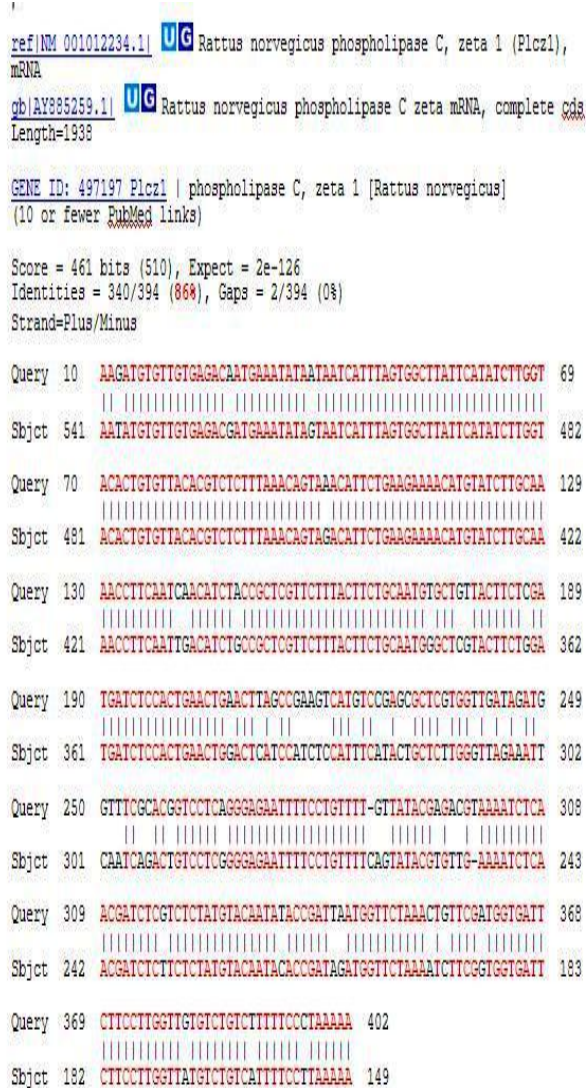 ref|NM 001012234.1| UG Rattus norvegicus phospholipase C, zeta 1 (Plcz1),
mRNA
gb|AY885259.1| UG Rattus norvegicus phospholipase C zeta mRNA, complete cds
Length=1938
GENE ID: 497197 Plcz1 | phospholipase C, zeta 1 [Rattus norvegicus]
(10 or fewer PubMed links)
Score = 461 bits (510), Expect = 2e-126
Identities = 340/394 (86%), Gaps = 2/394 (0%)
Strand=Plus/Minus
Query 10 AAGATGTGTTGTGAGACAATGAAATATAATAATCATTTAGTGGCTTATTCATATCTTGGT 69
Sbjct 541 AATATGTGTTGTGAGACGATGAAATATAGTAATCATTTAGTGGCTTATTCATATCTTGGT 482
Query 70 ACACTGTGTTACACGTCTCTTTAAACAGTAAACATTCTGAAGAAAACATGTATCTTGCAA 129
Sbjct 481 ACACTGTGTTACACGTCTCTTTAAACAGTAGACATTCTGAAGAAAACATGTATCTTGCAA 422
Query 130 AACCTTCAATCAACATCTACCGCTCGTTCTTTACTTCTGCAATGTGCTGTTACTTCTCGA 189
Sbjct 421 AACCTTCAATTGACATCTGCCGCTCGTTCTTTACTTCTGCAATGGGCTCGTACTTCTGGA 362
Query 190 TGATCTCCACTGAACTGAACTTAGCCGAAGTCATGTCCGAGCGCTCGTGGTTGATAGATG 249
Sbjct 361 TGATCTCCACTGAACTGGACTCATCCATCTCCATTTCATACTGCTCTTGGGTTAGAAATT 302
Query 250 GTTTCGCACGGTCCTCAGGGAGAATTTTCCTGTTTT-GTTATACGAGACGTAAAATCTCA 308
Sbjct 301 CAATCAGACTGTCCTCGGGGAGAATTTTCCTGTTTTCAGTATACGTGTTG-AAAATCTCA 243
Query 309 ACGATCTCGTCTCTATGTACAATATACCGATTAATGGTTCTAAACTGTTCGATGGTGATT 368
Sbjct 242 ACGATCTCTTCTCTATGTACAATACACCGATAGATGGTTCTAAAATCTTCGGTGGTGATT 183
Query 369 CTTCCTTGGTTGTGTCTGTCTTTTTCCCTAAAAA 402
Sbjct 182 CTTCCTTGGTTATGTCTGTCATTTTCCTTAAAAA 149